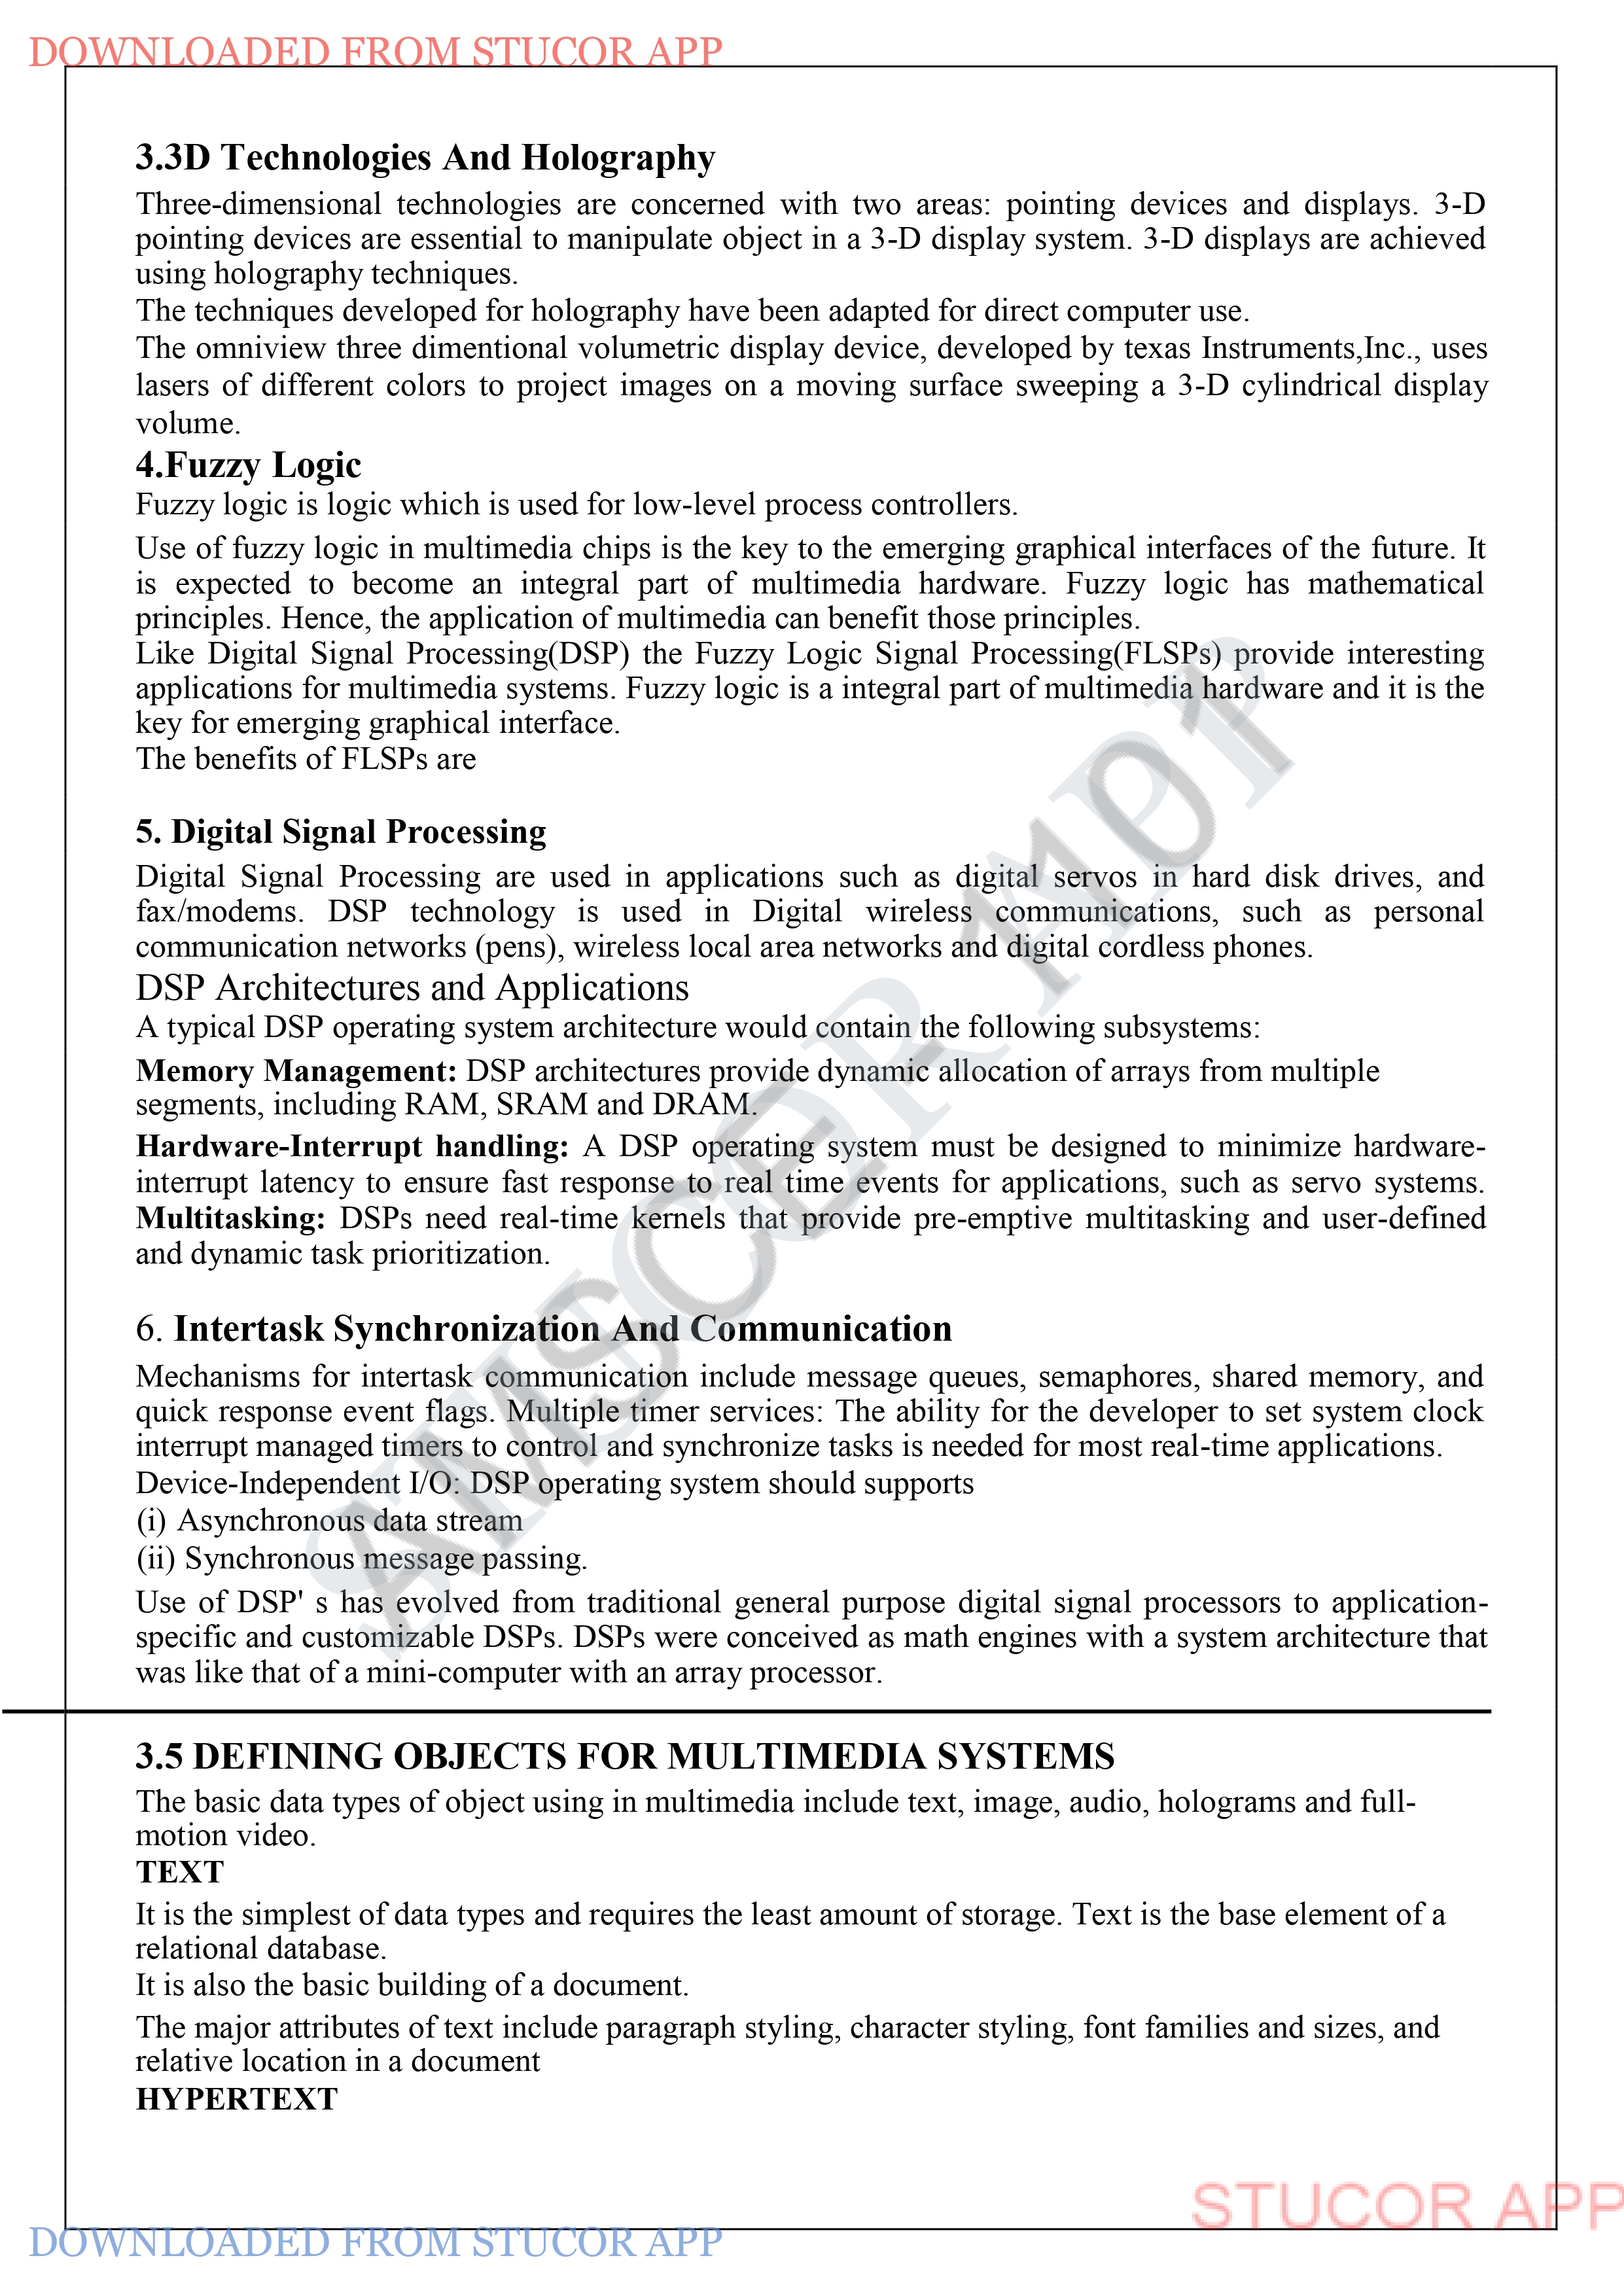 DOWNLOADED FROM STUCOR APP
3.3D Technologies And Holography
Three-dimensional technologies are concerned with two areas: pointing devices and displays. 3-D
pointing devices are essential to manipulate object in a 3-D display system. 3-D displays are achieved
using holography techniques.
The techniques developed for holography have been adapted for direct computer use.
The omniview three dimentional volumetric display device, developed by texas Instruments,Inc., uses
lasers of different colors to project images on a moving surface sweeping a 3-D cylindrical display
volume.
4.Fuzzy Logic
Fuzzy logic is logic which is used for low-level process controllers.
Use of fuzzy logic in multimedia chips is the key to the emerging graphical interfaces of the future. It
is expected to become an integral part of multimedia hardware. Fuzzy logic has mathematical
principles. Hence, the application of multimedia can benefit those principles.
Like Digital Signal Processing(DSP) the Fuzzy Logic Signal Processing(FLSPs) provide interesting
applications for multimedia systems. Fuzzy logic is a integral part of multimedia hardware and it is the
key for emerging graphical interface.
The benefits of FLSPs are
5. Digital Signal Processing
Digital Signal Processing are used in applications such as digital servos in hard disk drives, and
fax/modems. DSP technology is used in Digital wireless communications, such as personal
communication networks (pens), wireless local area networks and digital cordless phones.
DSP Architectures and Applications
A typical DSP operating system architecture would contain the following subsystems:
Memory Management: DSP architectures provide dynamic allocation of arrays from multiple
segments, including RAM, SRAM and DRAM.
Hardware-Interrupt handling: A DSP operating system must be designed to minimize hardware-
interrupt latency to ensure fast response to real time events for applications, such as servo systems.
Multitasking: DSPs need real-time kernels that provide pre-emptive multitasking and user-defined
and dynamic task prioritization.
6. Intertask Synchronization And Communication
Mechanisms for intertask communication include message queues, semaphores, shared memory, and
quick response event flags. Multiple timer services: The ability for the developer to set system clock
interrupt managed timers to control and synchronize tasks is needed for most real-time applications.
Device-Independent I/O: DSP operating system should supports
(i) Asynchronous data stream
(ii) Synchronous message passing.
Use of DSP' s has evolved from traditional general purpose digital signal processors to application-
specific and customizable DSPs. DSPs were conceived as math engines with a system architecture that
was like that of a mini-computer with an array processor.
3.5 DEFINING OBJECTS FOR MULTIMEDIA SYSTEMS
The basic data types of object using in multimedia include text, image, audio, holograms and full-
motion video.
TEXT
It is the simplest of data types and requires the least amount of storage. Text is the base element of a
relational database.
It is also the basic building of a document.
The major attributes of text include paragraph styling, character styling, font families and sizes, and
relative location in a document
HYPERTEXT
STUCOR APP
AMSCE 1101
STUCOR APP
DOWNLOADED FROM STUCOR APP